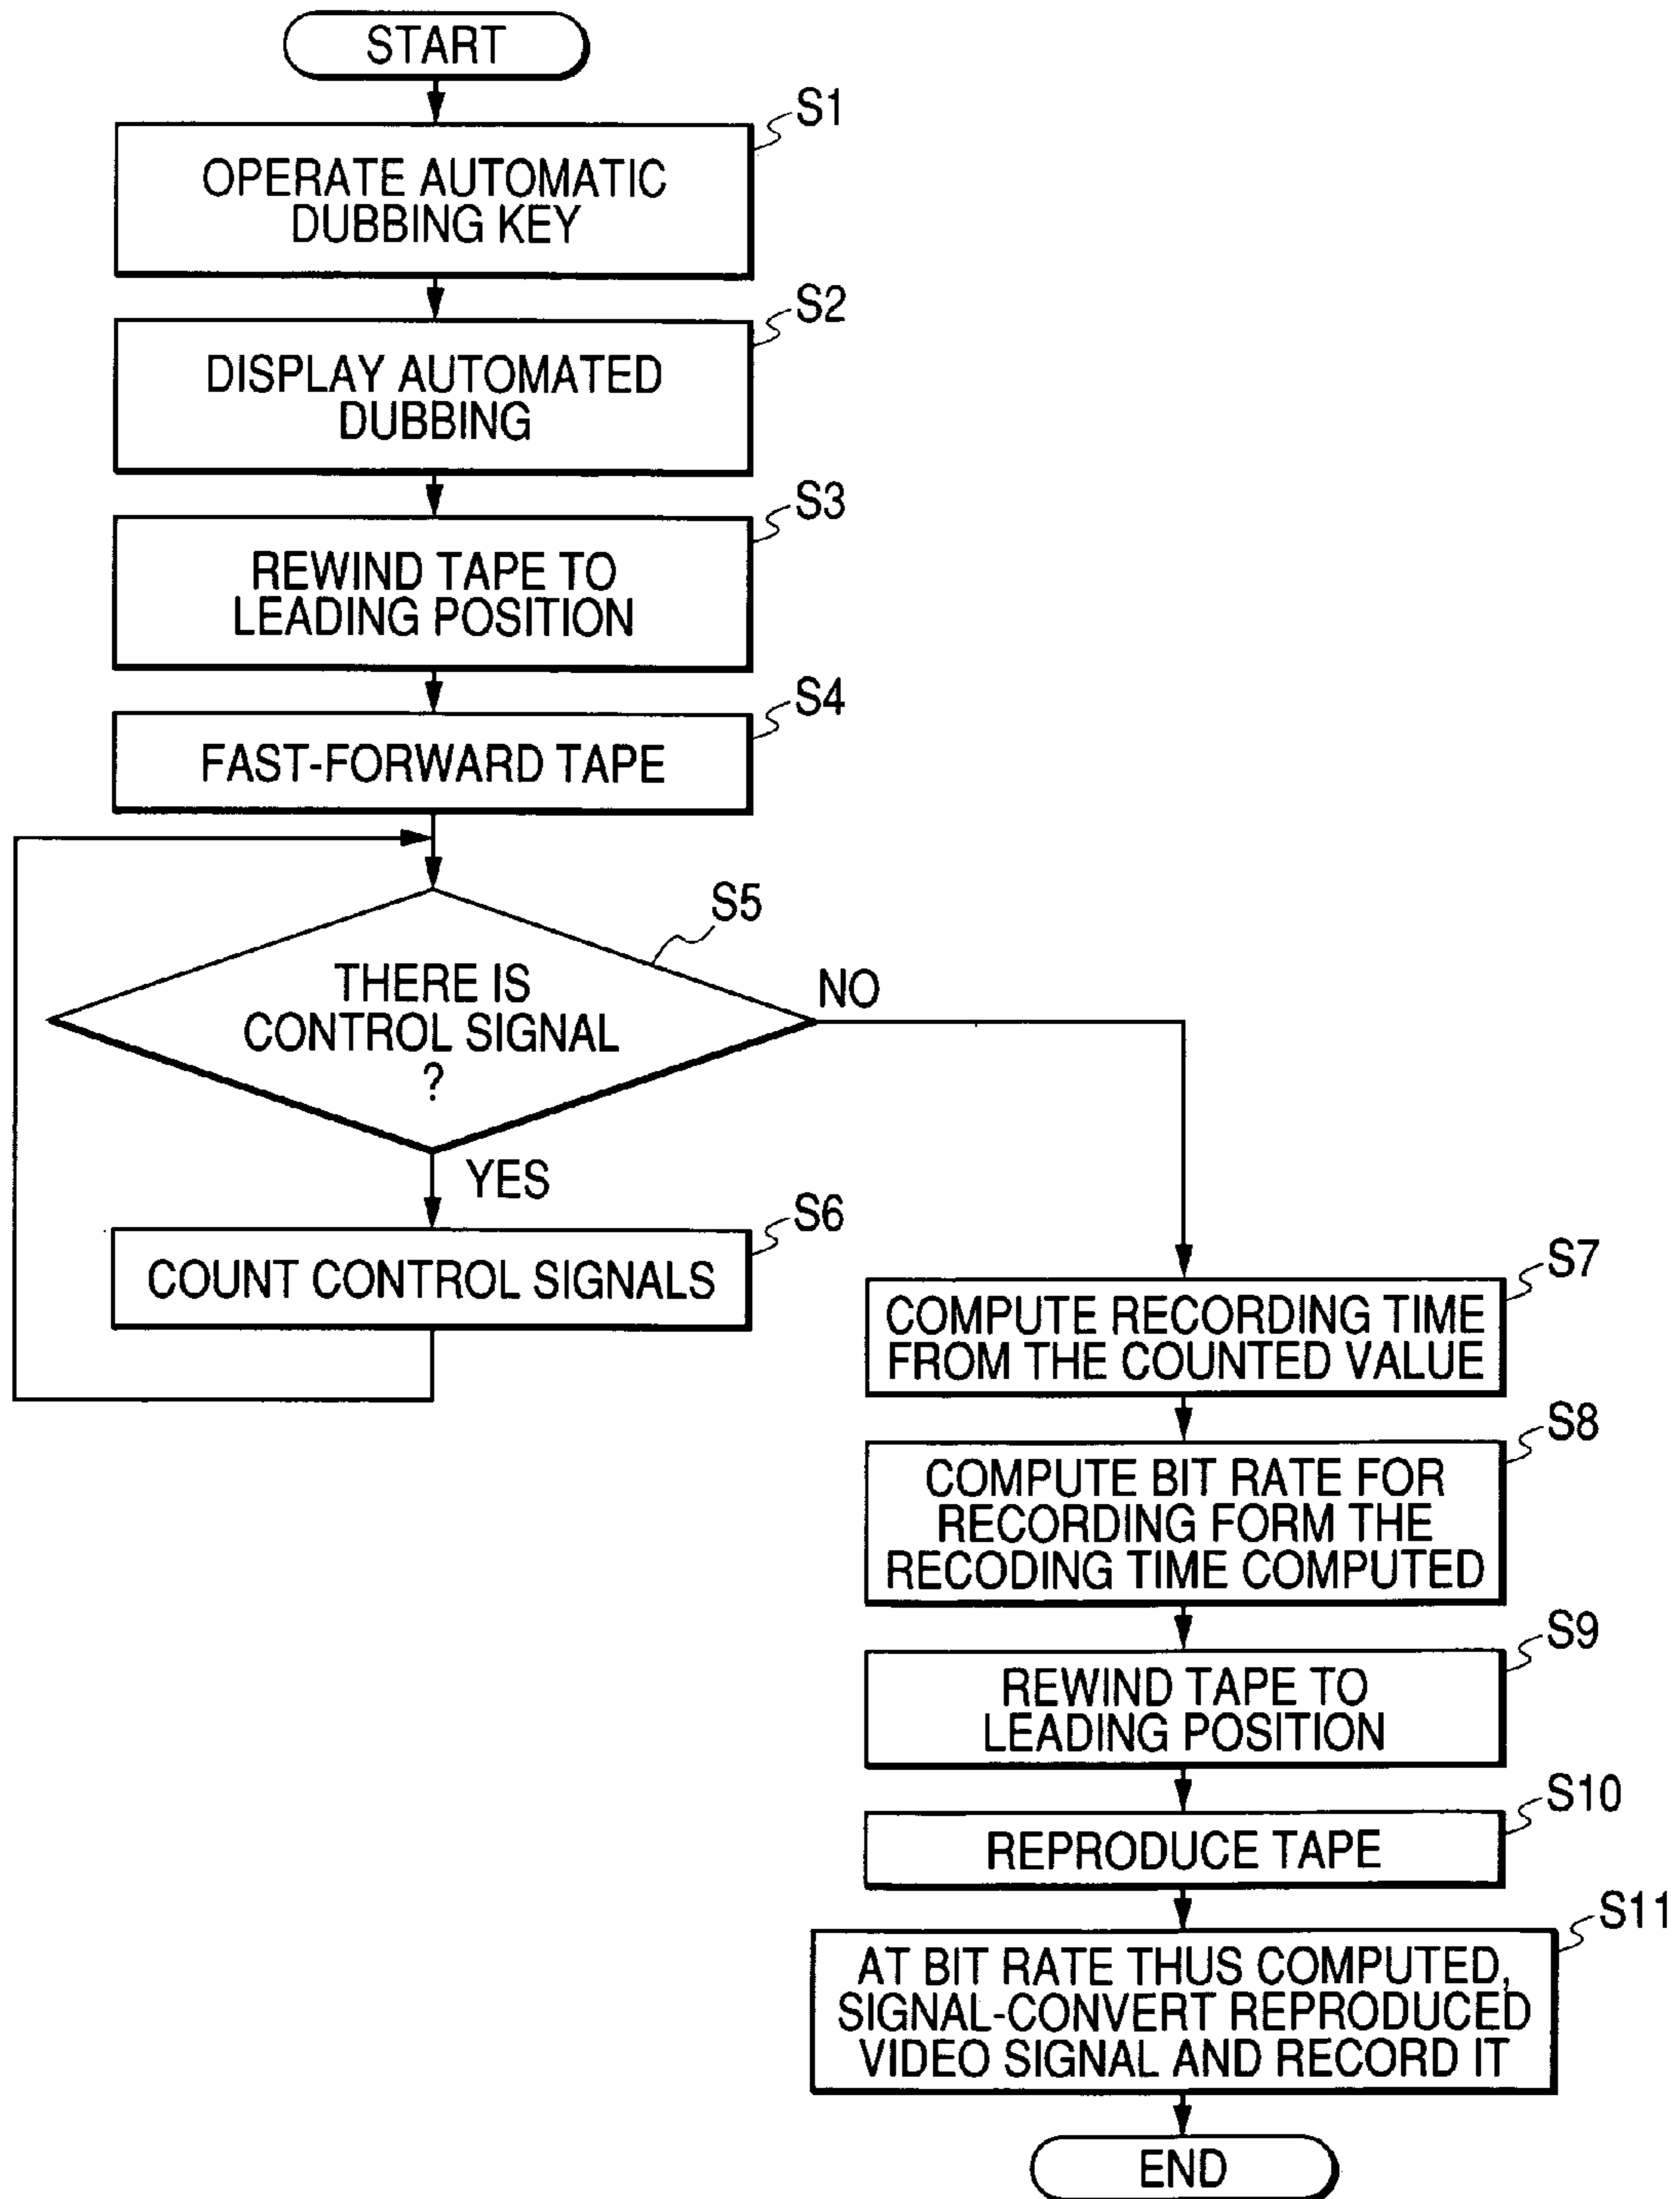 START
S1
OPERATE AUTOMATIC
DUBBING KEY
S2
DISPLAY AUTOMATED
DUBBING
S3
REWIND TAPE TO
LEADING POSITION
S4
FAST-FORWARD TAPE
S5
THERE IS
CONTROL SIGNAL
?
NO
YES
S6
COUNT CONTROL SIGNALS
S7
COMPUTE RECORDING TIME
FROM THE COUNTED VALUE
S8
COMPUTE BIT RATE FOR
RECORDING FORM THE
RECODING TIME COMPUTED
S9
REWIND TAPE TO
LEADING POSITION
S10
REPRODUCE TAPE
S11
AT BIT RATE THUS COMPUTED,
SIGNAL-CONVERT REPRODUCED
VIDEO SIGNAL AND RECORD IT
END